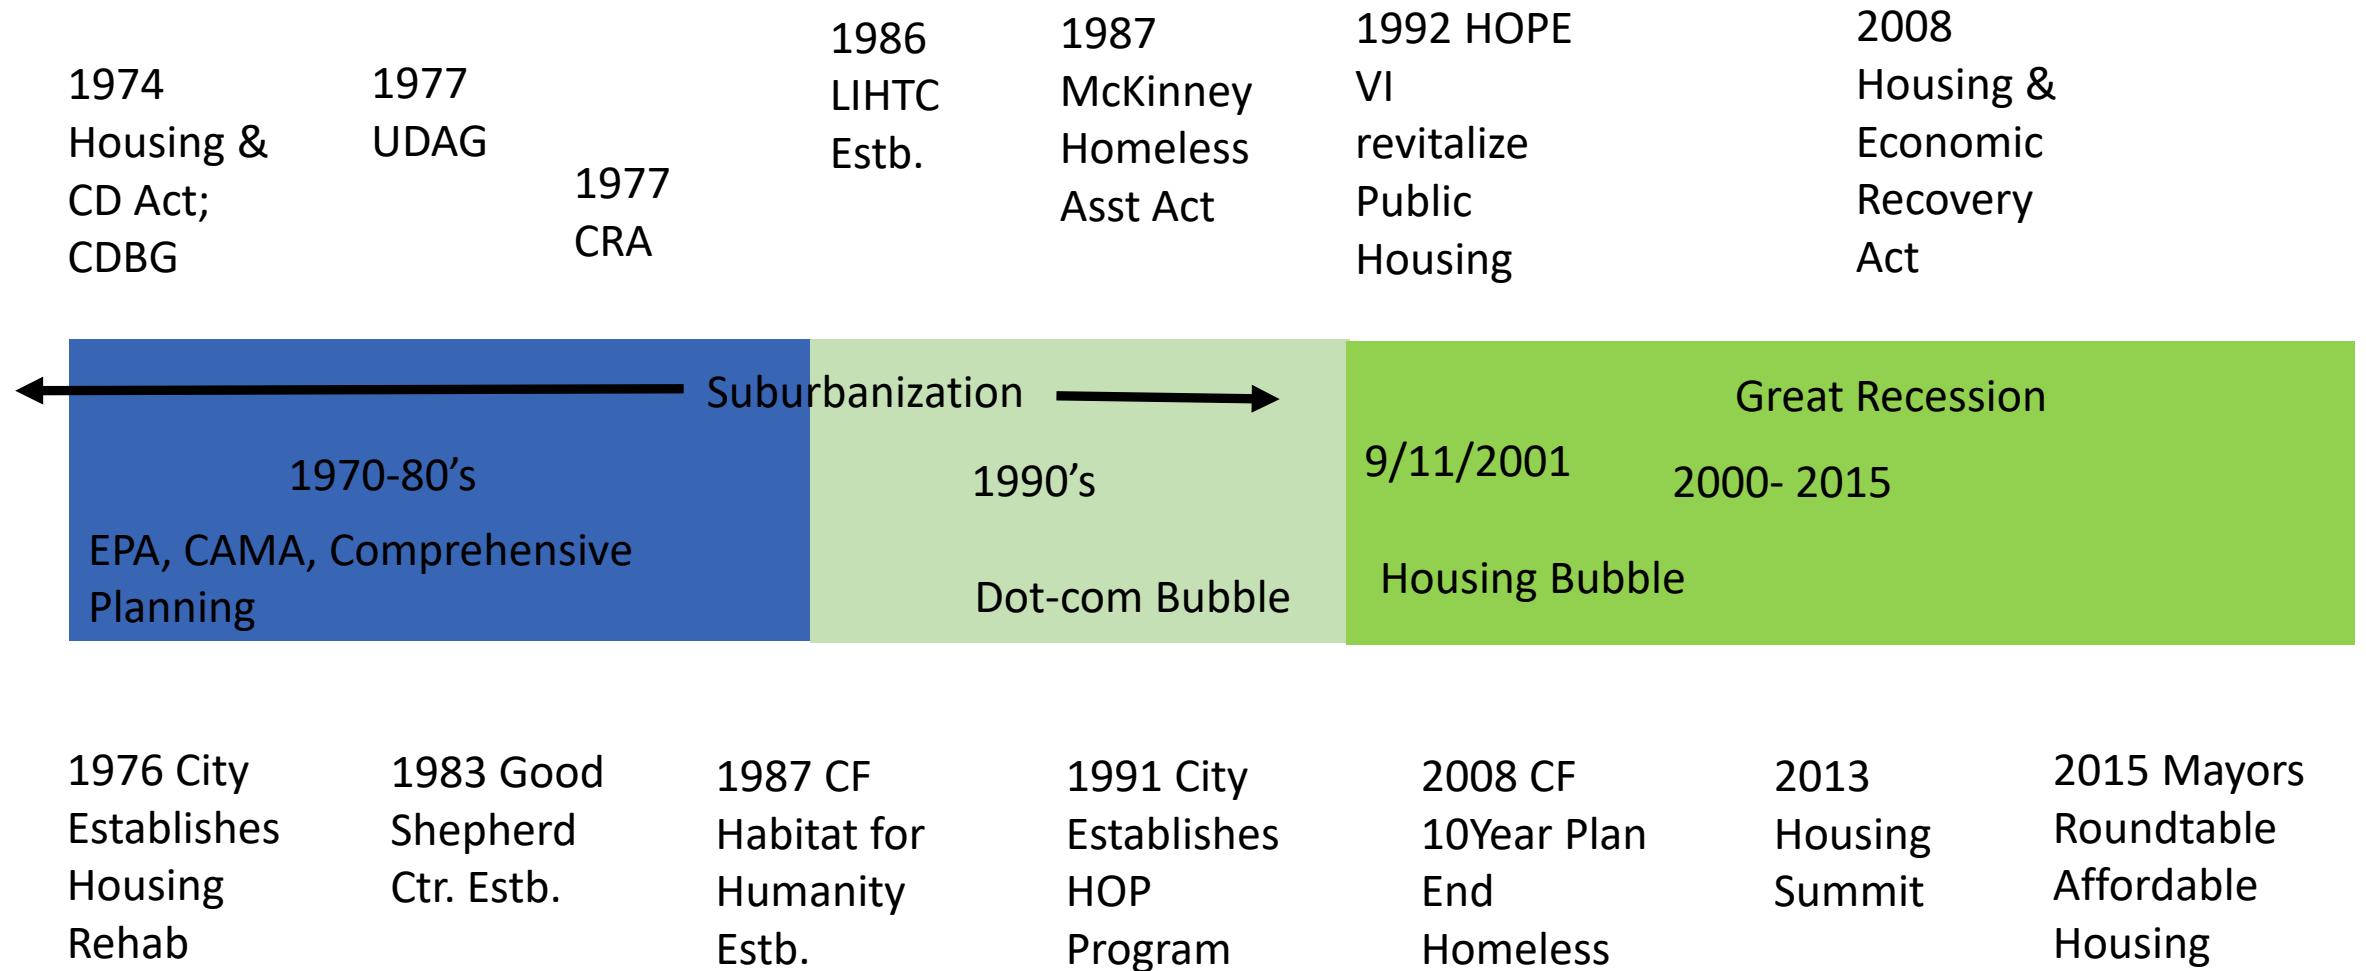 1974
Housing &
CD Act;
CDBG
1977
UDAG
1977
CRA
1986
LIHTC
Estb.
1987
McKinney
Homeless
Asst Act
1992 HOPE
VI
revitalize
Public
Housing
2008
Housing &
Economic
Recovery
Act
Suburbanization
1970-80’s
EPA, CAMA, Comprehensive
Planning
1990’s
Dot-com Bubble
Great Recession
9/11/2001
2000- 2015
Housing Bubble
1976 City
Establishes
Housing
Rehab
1983 Good
Shepherd
Ctr. Estb.
1987 CF
Habitat for
Humanity
Estb.
1991 City
Establishes
HOP
Program
2008 CF
10Year Plan
End
Homeless
2013
Housing
Summit
2015 Mayors
Roundtable
Affordable
Housing